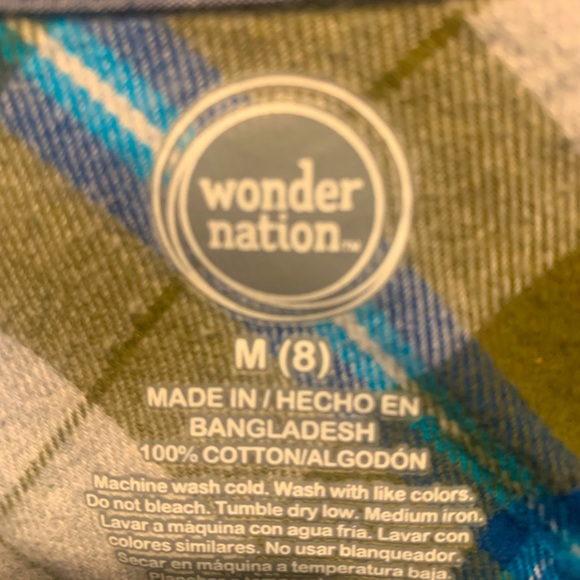 wonder
nation™
M (8)
MADE IN / HECHO EN
BANGLADESH
100% COTTON/ALGODÓN
Machine wash cold. Wash with like colors.
Do not bleach. Tumble dry low. Medium iron.
Lavar a máquina con agua fría. Lavar con
colores similares. No usar blanqueador.
Secar en máquina a temperatura baja.